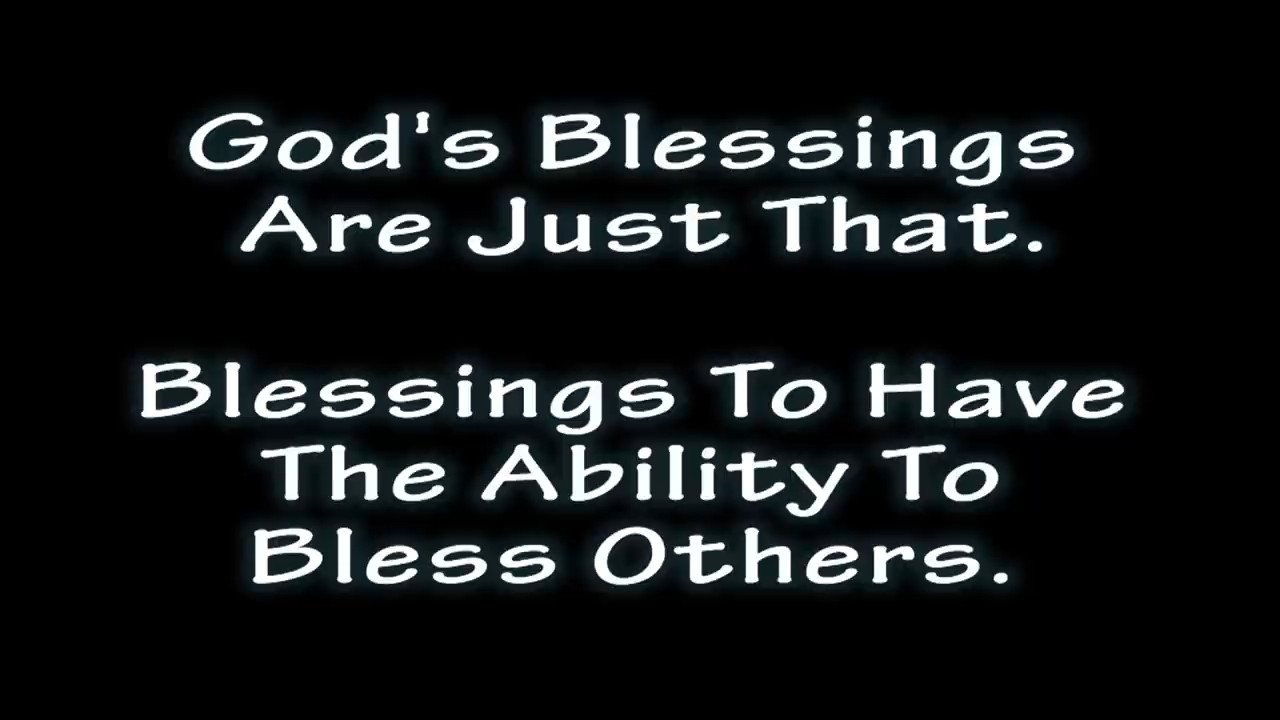 God's Blessings
Are Just That.
Blessings To Have
The Ability To
Bless Others.